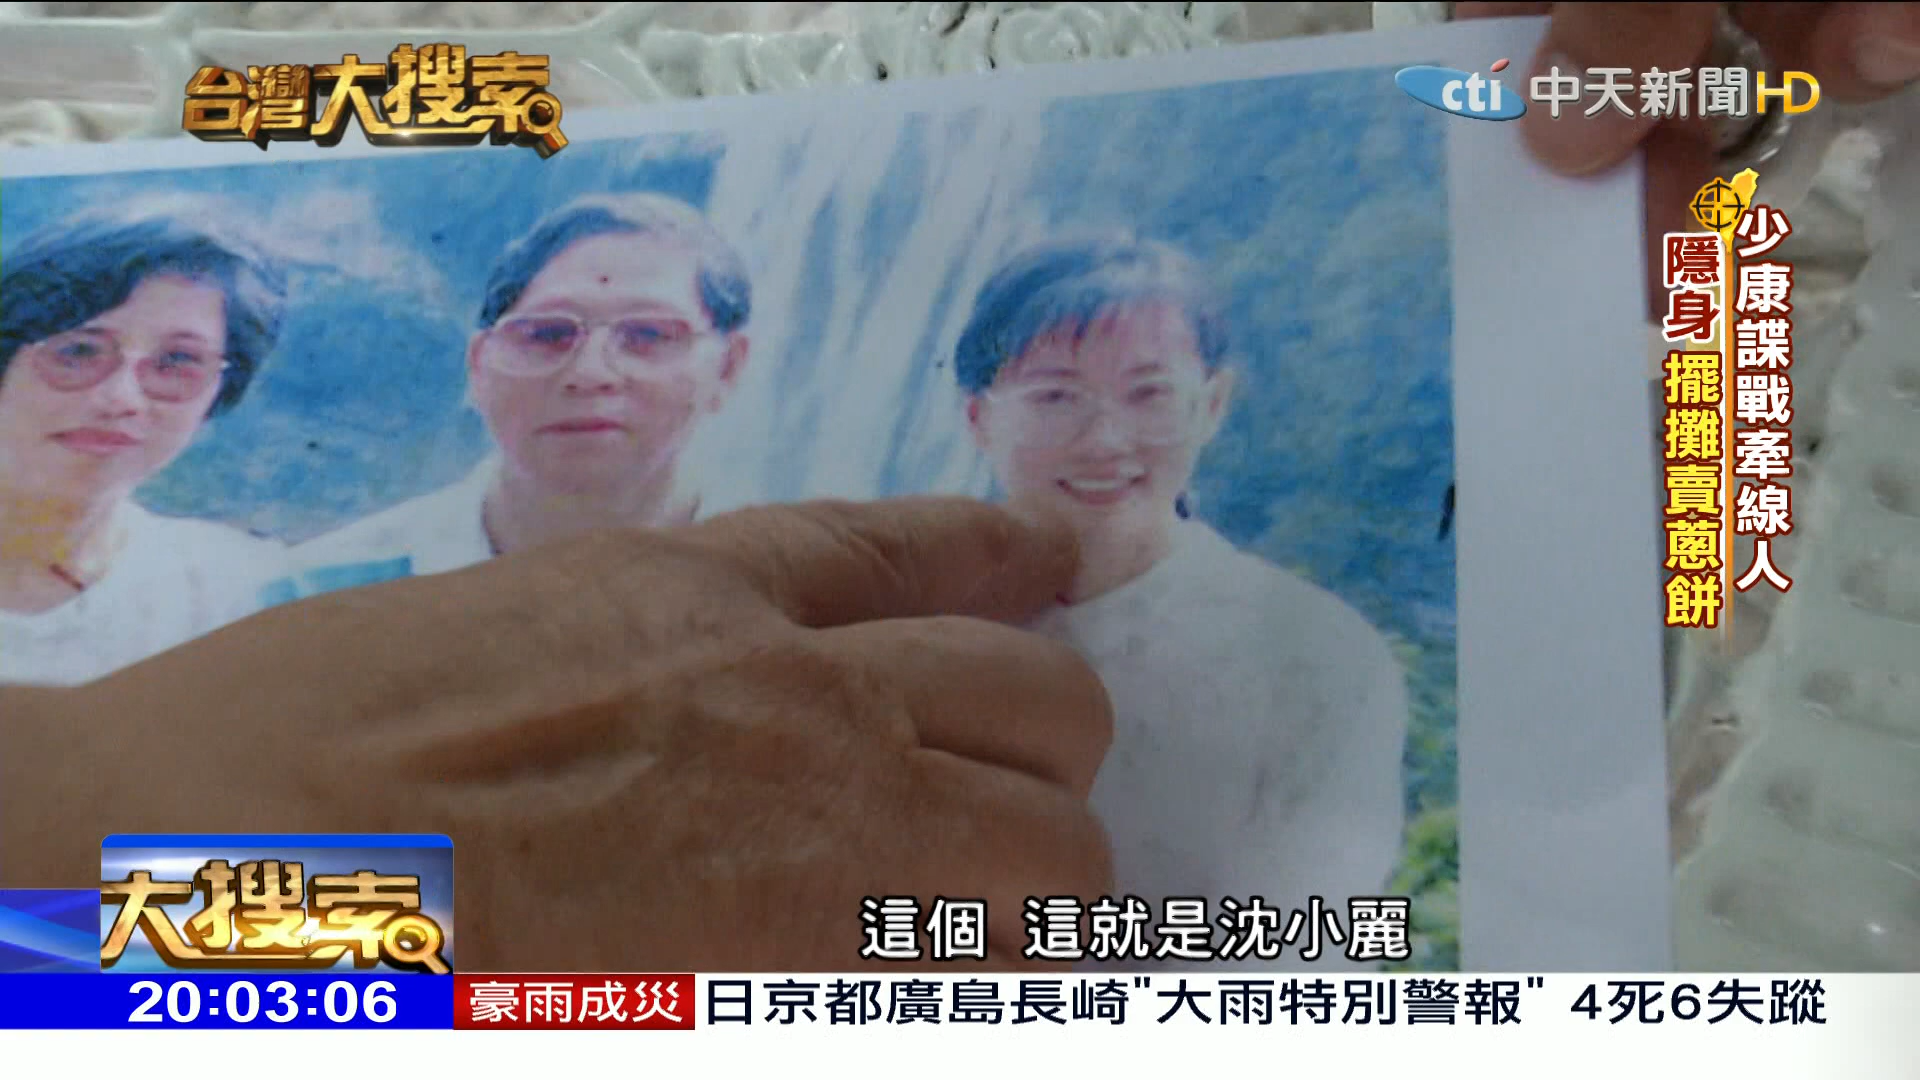 台灣大搜索
cti 中天新聞HD
少康諜戰牽線人
隱身 擺攤賣蔥餅
這個 這就是沈小麗
大搜索
20:03:06
豪雨成災
日京都廣島長崎"大雨特別警報" 4死6失蹤